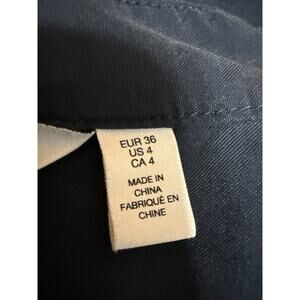 EUR 36
US 4
CA 4
MADE IN
CHINA
FABRIQUÉ EN
CHINE